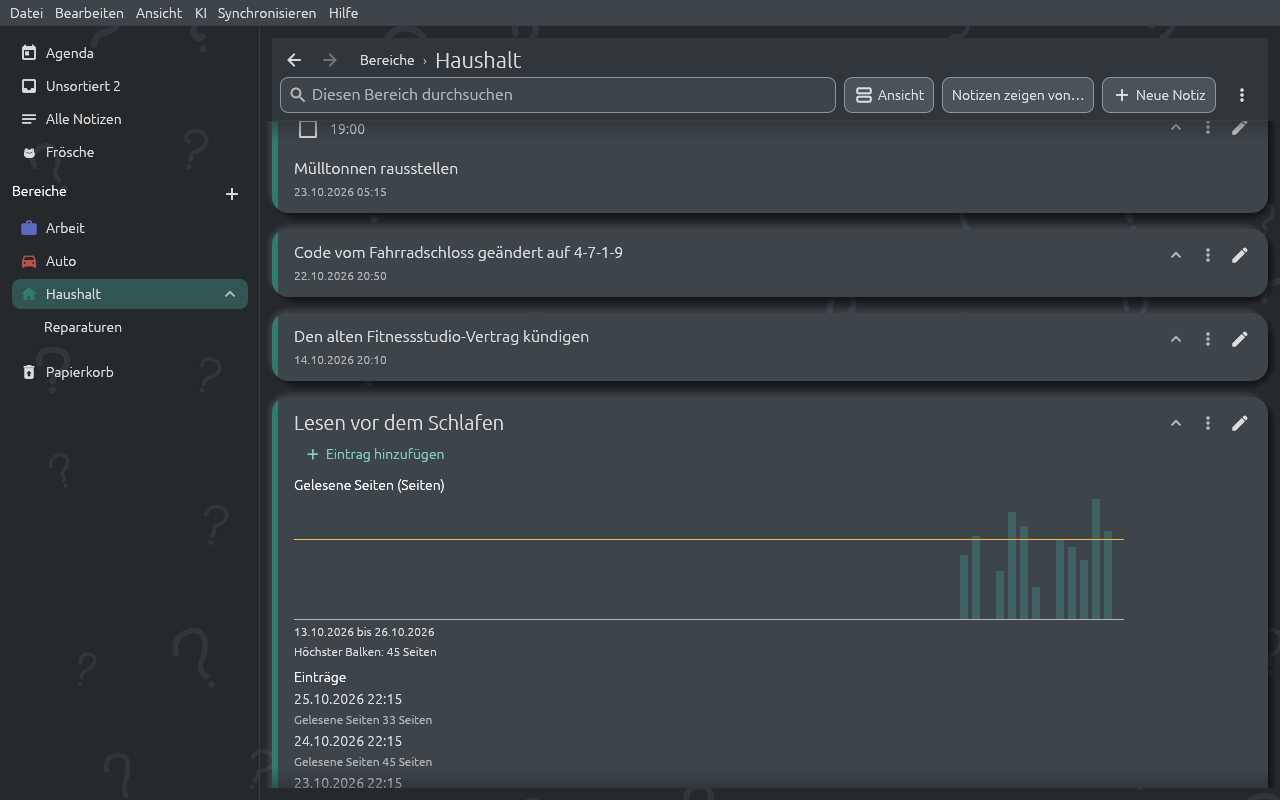 Datei Bearbeiten Ansicht KI Synchronisieren Hilfe
Agenda
Unsortiert 2
Alle Notizen
Frösche
Bereiche
Arbeit
Auto
Haushalt
Reparaturen
Papierkorb
Bereiche › Haushalt
Diesen Bereich durchsuchen
Ansicht
Notizen zeigen von…
Neue Notiz
19:00
Mülltonnen rausstellen
23.10.2026 05:15
Code vom Fahrradschloss geändert auf 4-7-1-9
22.10.2026 20:50
Den alten Fitnessstudio-Vertrag kündigen
14.10.2026 20:10
Lesen vor dem Schlafen
Eintrag hinzufügen
Gelesene Seiten (Seiten)
13.10.2026 bis 26.10.2026
Höchster Balken: 45 Seiten
Einträge
25.10.2026 22:15
Gelesene Seiten 33 Seiten
24.10.2026 22:15
Gelesene Seiten 45 Seiten
23.10.2026 22:15